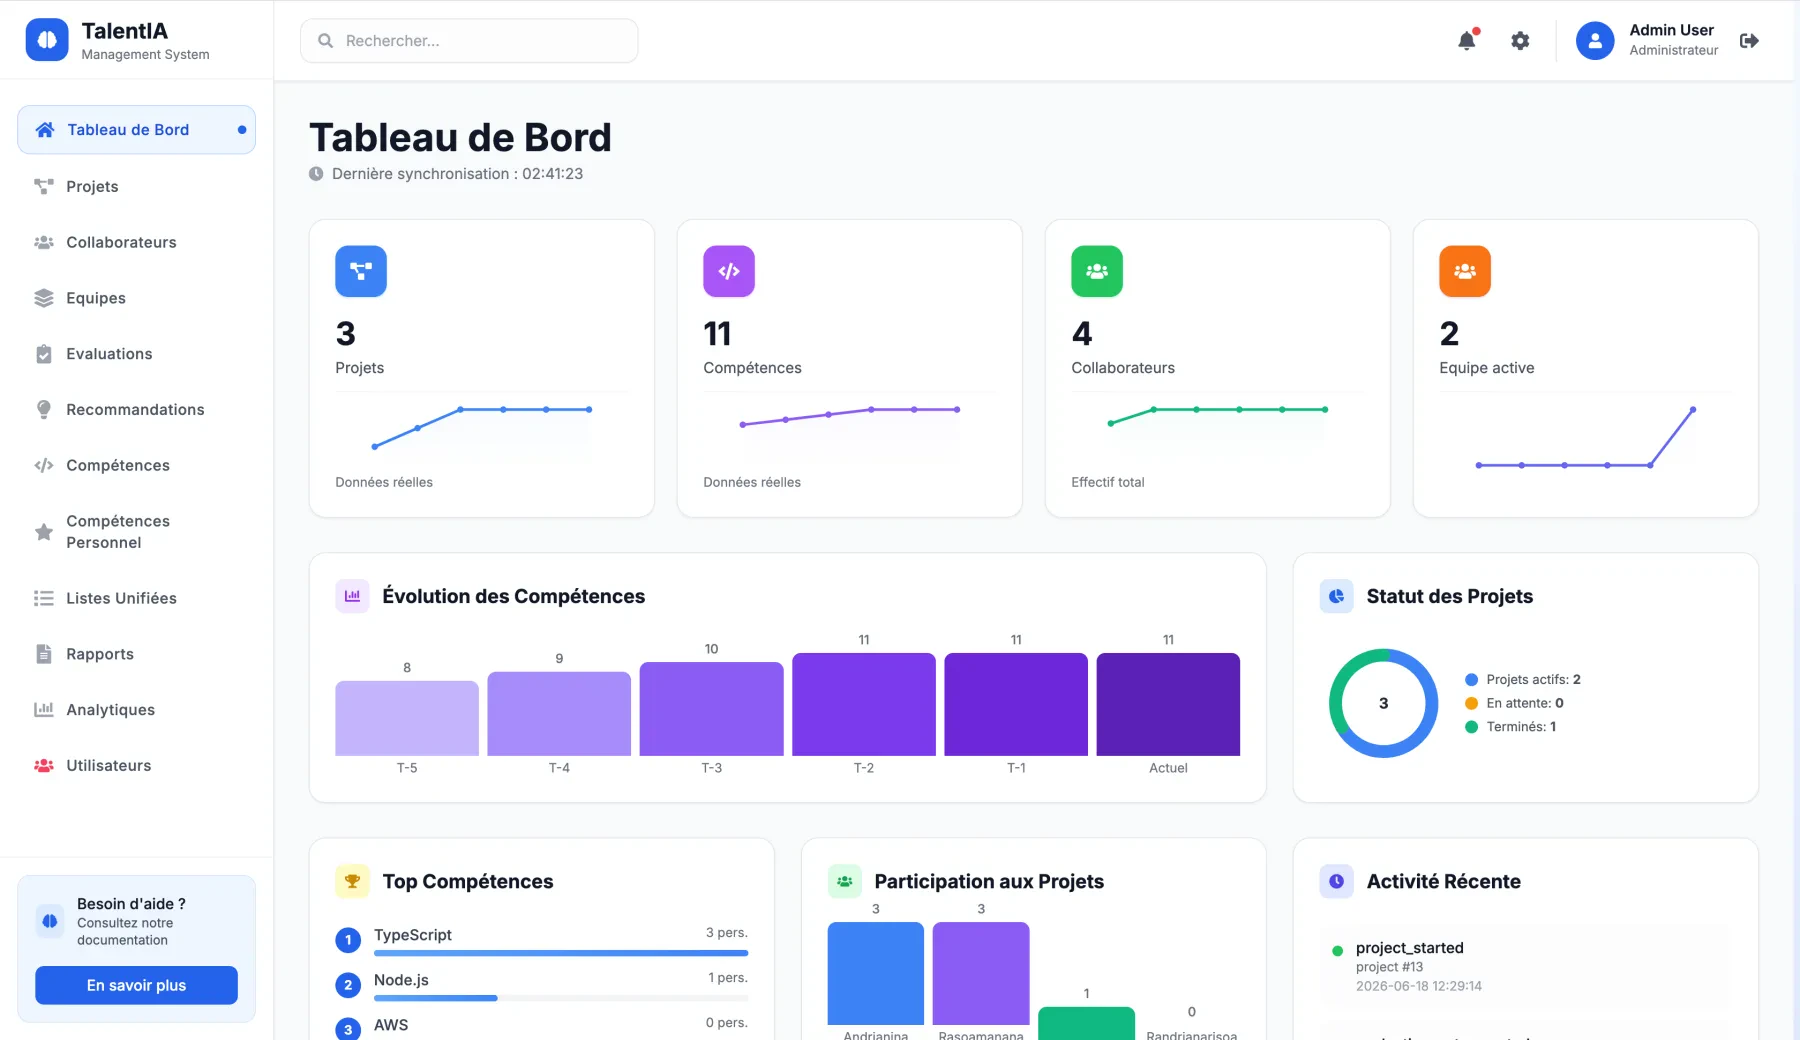 TalentIA
Management System
Rechercher...
Admin User
Administrateur
Tableau de Bord
Projets
Collaborateurs
Equipes
Evaluations
Recommandations
Compétences
Compétences
Personnel
Listes Unifiées
Rapports
Analytiques
Utilisateurs
Besoin d'aide ?
Consultez notre
documentation
En savoir plus
Tableau de Bord
Dernière synchronisation : 02:41:23
3
Projets
Données réelles
11
Compétences
Données réelles
4
Collaborateurs
Effectif total
2
Equipe active
Évolution des Compétences
8 9 10 11 11 11
T-5 T-4 T-3 T-2 T-1 Actuel
Statut des Projets
3
Projets actifs: 2
En attente: 0
Terminés: 1
Top Compétences
1 TypeScript 3 pers.
2 Node.js 1 pers.
3 AWS 0 pers.
Participation aux Projets
3 3 1 0
Andrianina Rasoamanana Randrianarisoa
Activité Récente
project_started
project #13
2026-06-18 12:29:14